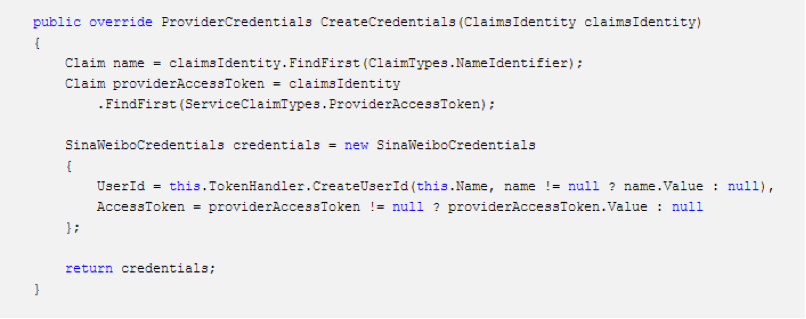 public override ProviderCredentials CreateCredentials(ClaimsIdentity claimsIdentity)
{
    Claim name = claimsIdentity.FindFirst(ClaimTypes.NameIdentifier);
    Claim providerAccessToken = claimsIdentity
        .FindFirst(ServiceClaimTypes.ProviderAccessToken);

    SinaWeiboCredentials credentials = new SinaWeiboCredentials
    {
        UserId = this.TokenHandler.CreateUserId(this.Name, name != null ? name.Value : null),
        AccessToken = providerAccessToken != null ? providerAccessToken.Value : null
    };

    return credentials;
}